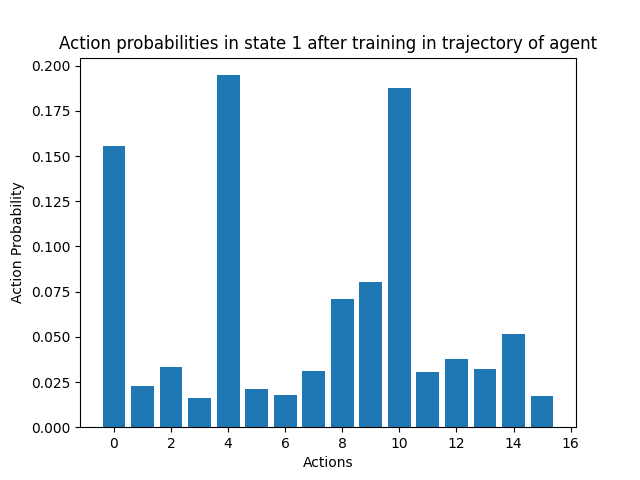 Action probabilities in state 1 after training in trajectory of agent
0.200
0.175
0.150
0.125
0.100
0.075
0.050
0.025
0.000
Action Probability
0 2 4 6 8 10 12 14 16
Actions